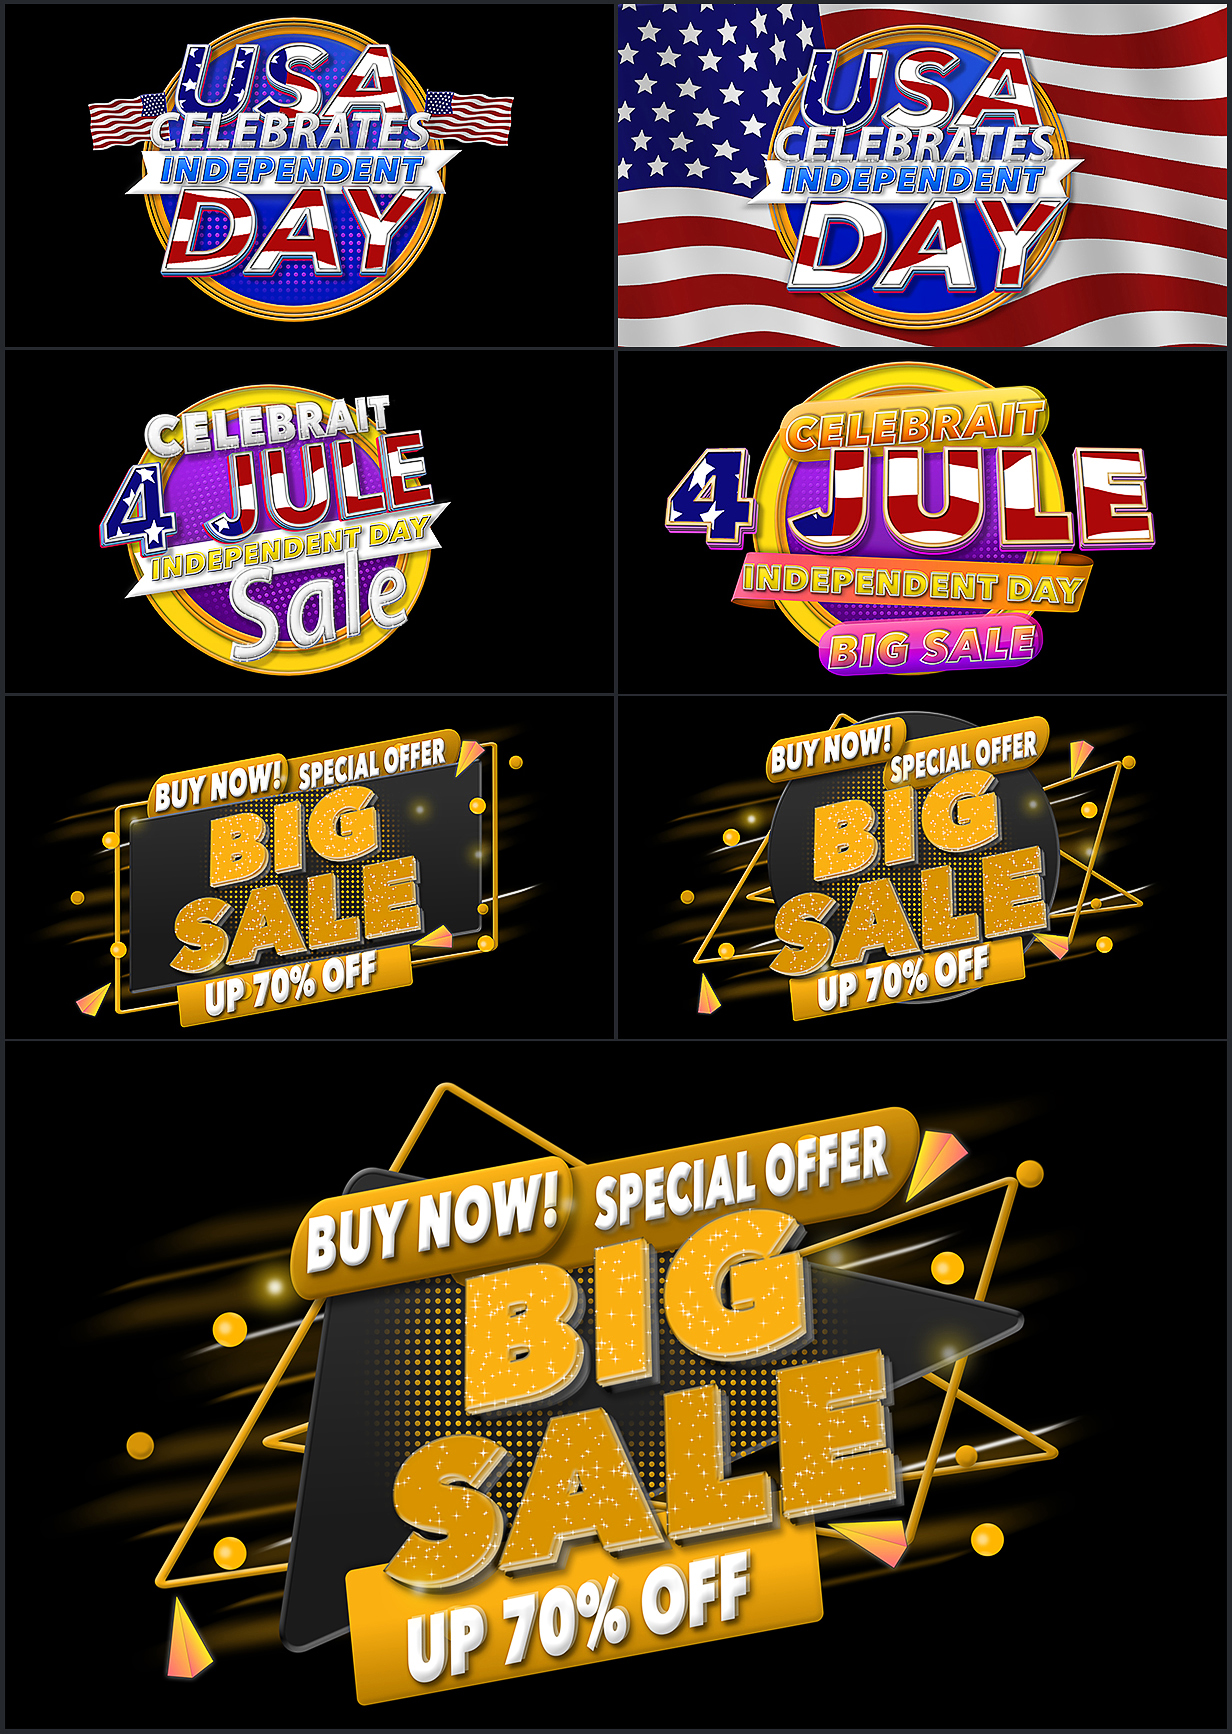 USA
CELEBRATES
INDEPENDENT
DAY
USA
CELEBRATES
INDEPENDENT
DAY
CELEBRAIT
4 JULE
INDEPENDENT DAY
Sale
CELEBRAIT
4 JULE
INDEPENDENT DAY
BIG SALE
BUY NOW! SPECIAL OFFER
BIG
SALE
UP 70% OFF
BUY NOW!
SPECIAL OFFER
BIG
SALE
UP 70% OFF
BUY NOW! SPECIAL OFFER
BIG
SALE
UP 70% OFF